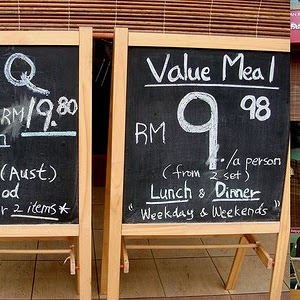 Q
RM 19.80
(Aust.)
od
r 2 items*
Value Meal
RM 9.98
/a person
(from 2 set)
Lunch & Dinner
"Weekday & Weekends"